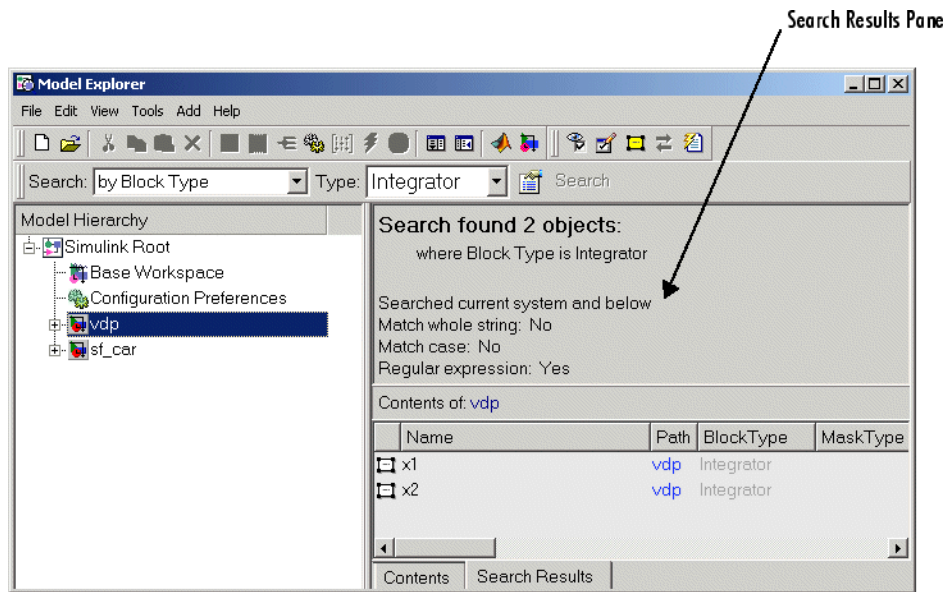 Search Results Pane
Model Explorer
File Edit View Tools Add Help
Search: by Block Type Type: Integrator Search
Model Hierarchy
Simulink Root
Base Workspace
Configuration Preferences
vdp
sf_car
Search found 2 objects:
where Block Type is Integrator
Searched current system and below
Match whole string: No
Match case: No
Regular expression: Yes
Contents of: vdp
Name Path BlockType MaskType
x1 vdp Integrator
x2 vdp Integrator
Contents Search Results